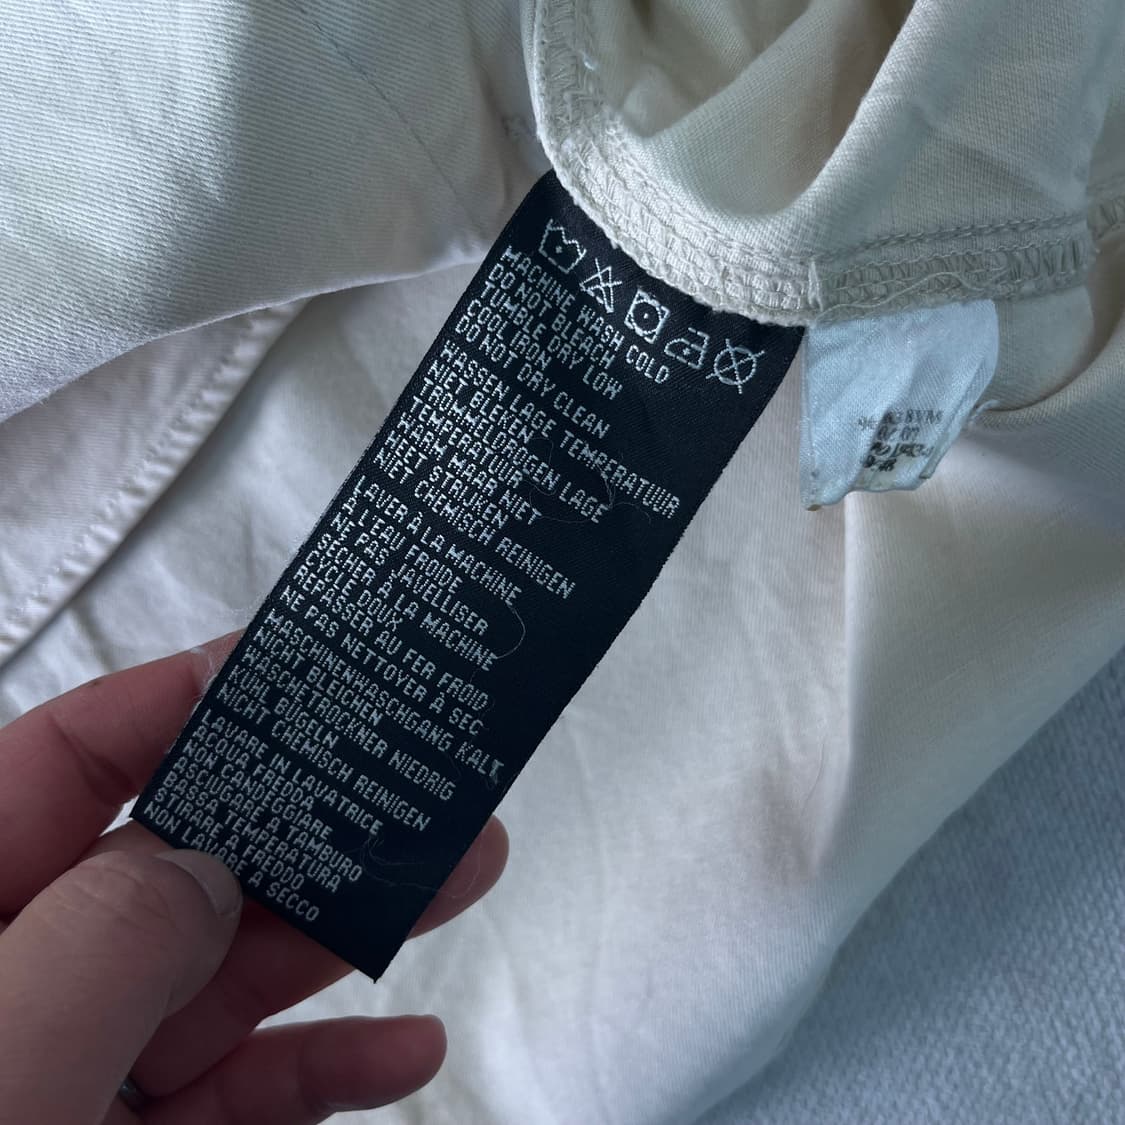 MACHINE WASH COLD
DO NOT BLEACH
TUMBLE DRY LOW
COOL IRON
DO NOT DRY CLEAN
WASSEN LAGE TEMPERATUUR
NIET BLEKEN
TROMMELDROGEN LAGE
TEMPERATUUR
WARM MAAR NIET
NIET STRIJKEN
NIET CHEMISCH REINIGEN
LAVER À LA MACHINE
À L'EAU FROIDE
NE PAS JAVELLISER
SÉCHER À LA MACHINE
CYCLE DOUX
REPASSER AU FER FROID
NE PAS NETTOYER À SEC
MASCHINENWASCHGANG KALT
NICHT BLEICHEN
WÄSCHETROCKNER NIEDRIG
KÜHL BÜGELN
NICHT CHEMISCH REINIGEN
LAVARE IN LAVATRICE
ACQUA FREDDA
NON CANDEGGIARE
ASCIUGARE A TAMBURO
BASSA TEMPERATURA
STIRARE A FREDDO
NON LAVARE A SECCO